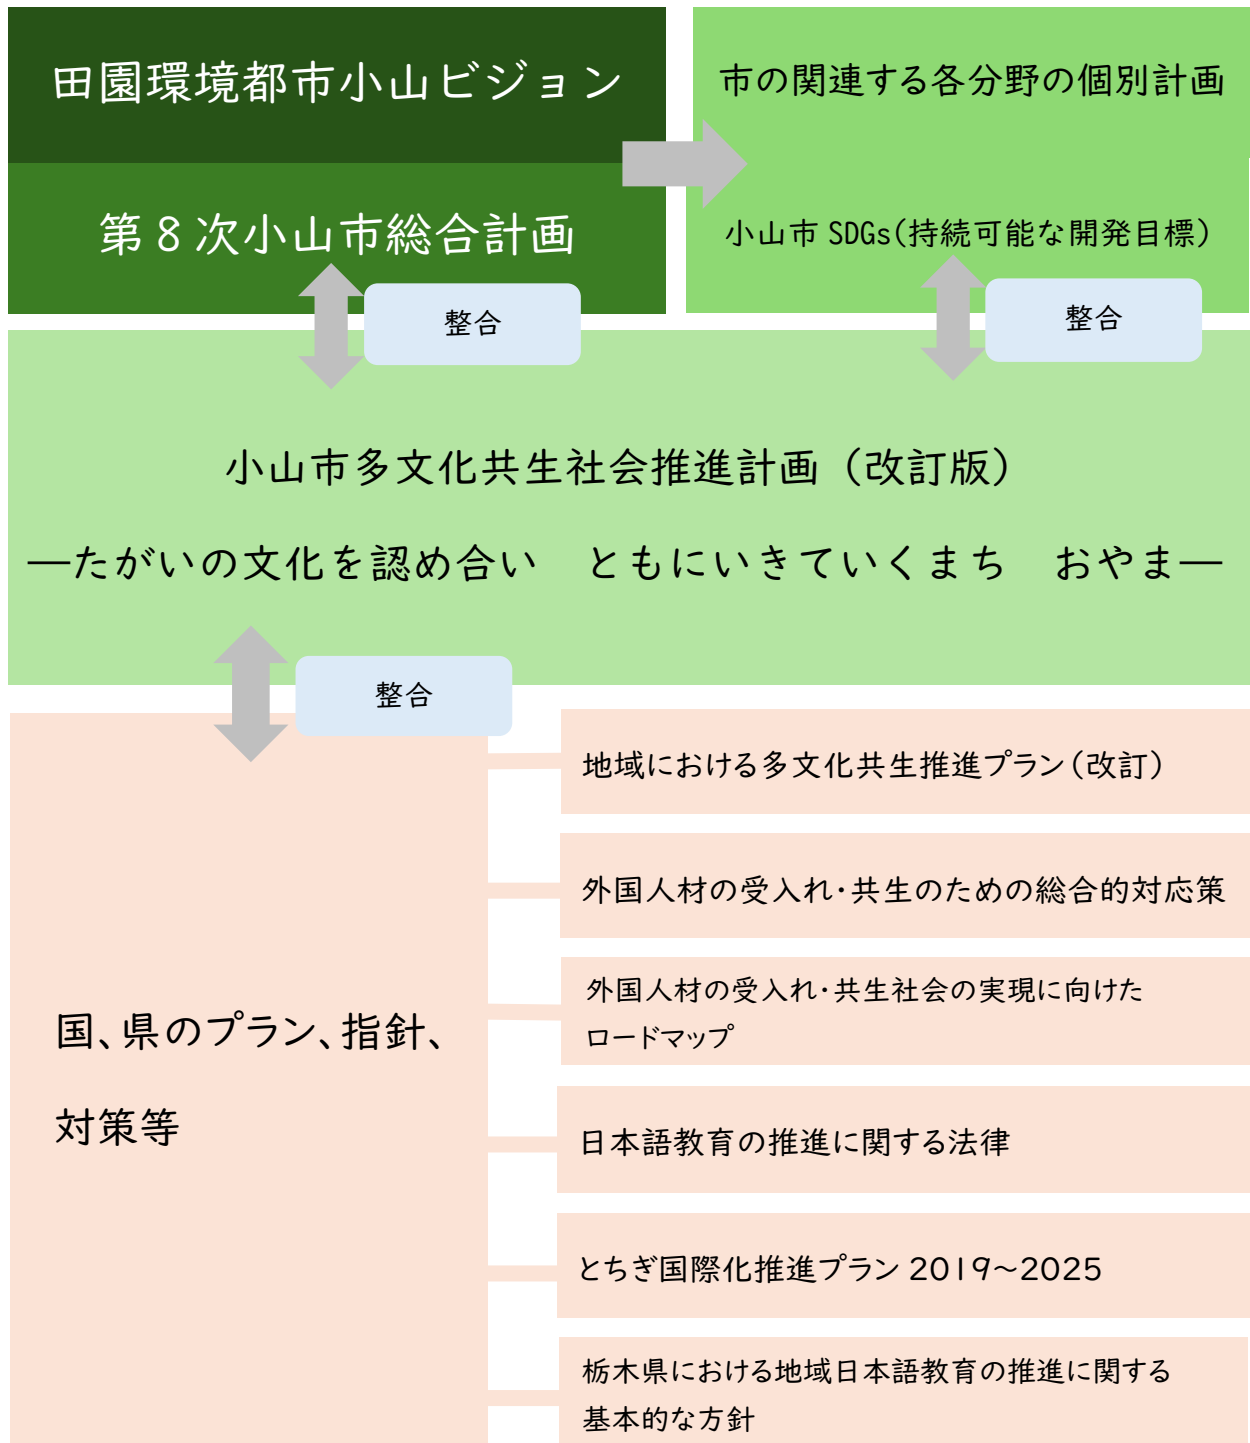 田園環境都市小山ビジョン
第8次小山市総合計画
市の関連する各分野の個別計画
小山市 SDGs(持続可能な開発目標)
整合
整合
小山市多文化共生社会推進計画（改訂版）
―たがいの文化を認め合い　ともにいきていくまち　おやま―
整合
国、県のプラン、指針、
対策等
地域における多文化共生推進プラン（改訂）
外国人材の受入れ・共生のための総合的対応策
外国人材の受入れ・共生社会の実現に向けた
ロードマップ
日本語教育の推進に関する法律
とちぎ国際化推進プラン 2019～2025
栃木県における地域日本語教育の推進に関する
基本的な方針